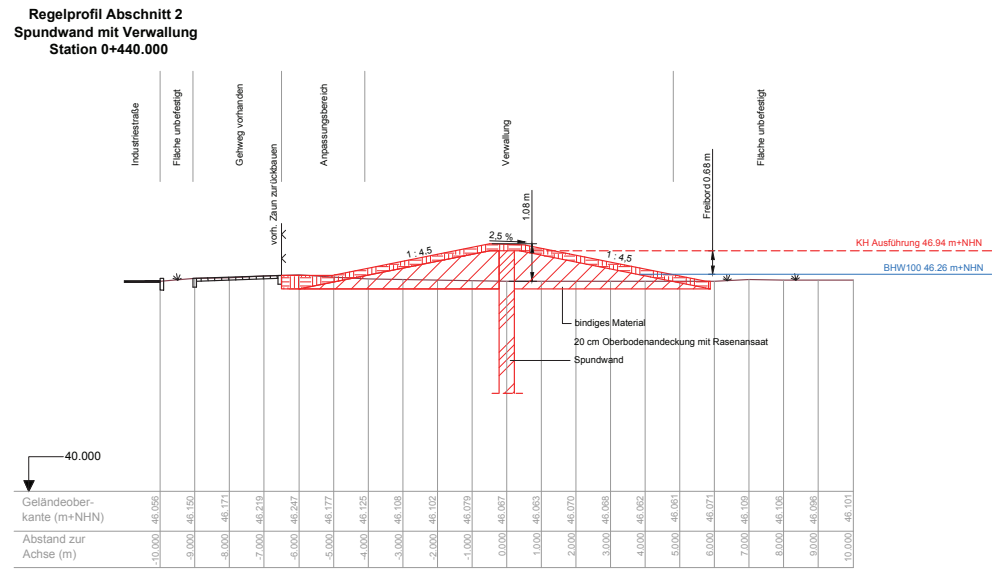 Regelprofil Abschnitt 2
Spundwand mit Verwallung
Station 0+440.000
Industriestraße
Fläche unbefestigt
Gehweg vorhanden
vorh. Zaun zurückbauen
Anpassungsbereich
Verwallung
Fläche unbefestigt
1.08 m
Freibord 0.68 m
2,5 %
1 : 4.5
1 : 4.5
KH Ausführung 46.94 m+NHN
BHW100 46.26 m+NHN
bindiges Material
20 cm Oberbodenandeckung mit Rasenansaat
Spundwand
40.000
Geländeober-
kante (m+NHN)
46.056 46.150 46.171 46.219 46.247 46.177 46.125 46.108 46.102 46.079 46.067 46.063 46.070 46.068 46.062 46.061 46.071 46.109 46.106 46.096 46.101
Abstand zur
Achse (m)
-10.000 -9.000 -8.000 -7.000 -6.000 -5.000 -4.000 -3.000 -2.000 -1.000 0.000 1.000 2.000 3.000 4.000 5.000 6.000 7.000 8.000 9.000 10.000